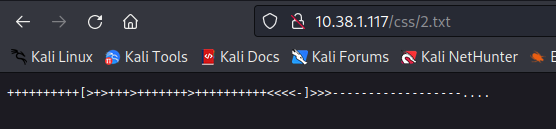 10.38.1.117/css/2.txt
Kali Linux Kali Tools Kali Docs Kali Forums Kali NetHunter
++++++++++[>+>+++>+++++++>++++++++++<<<<-]>>>------------------....